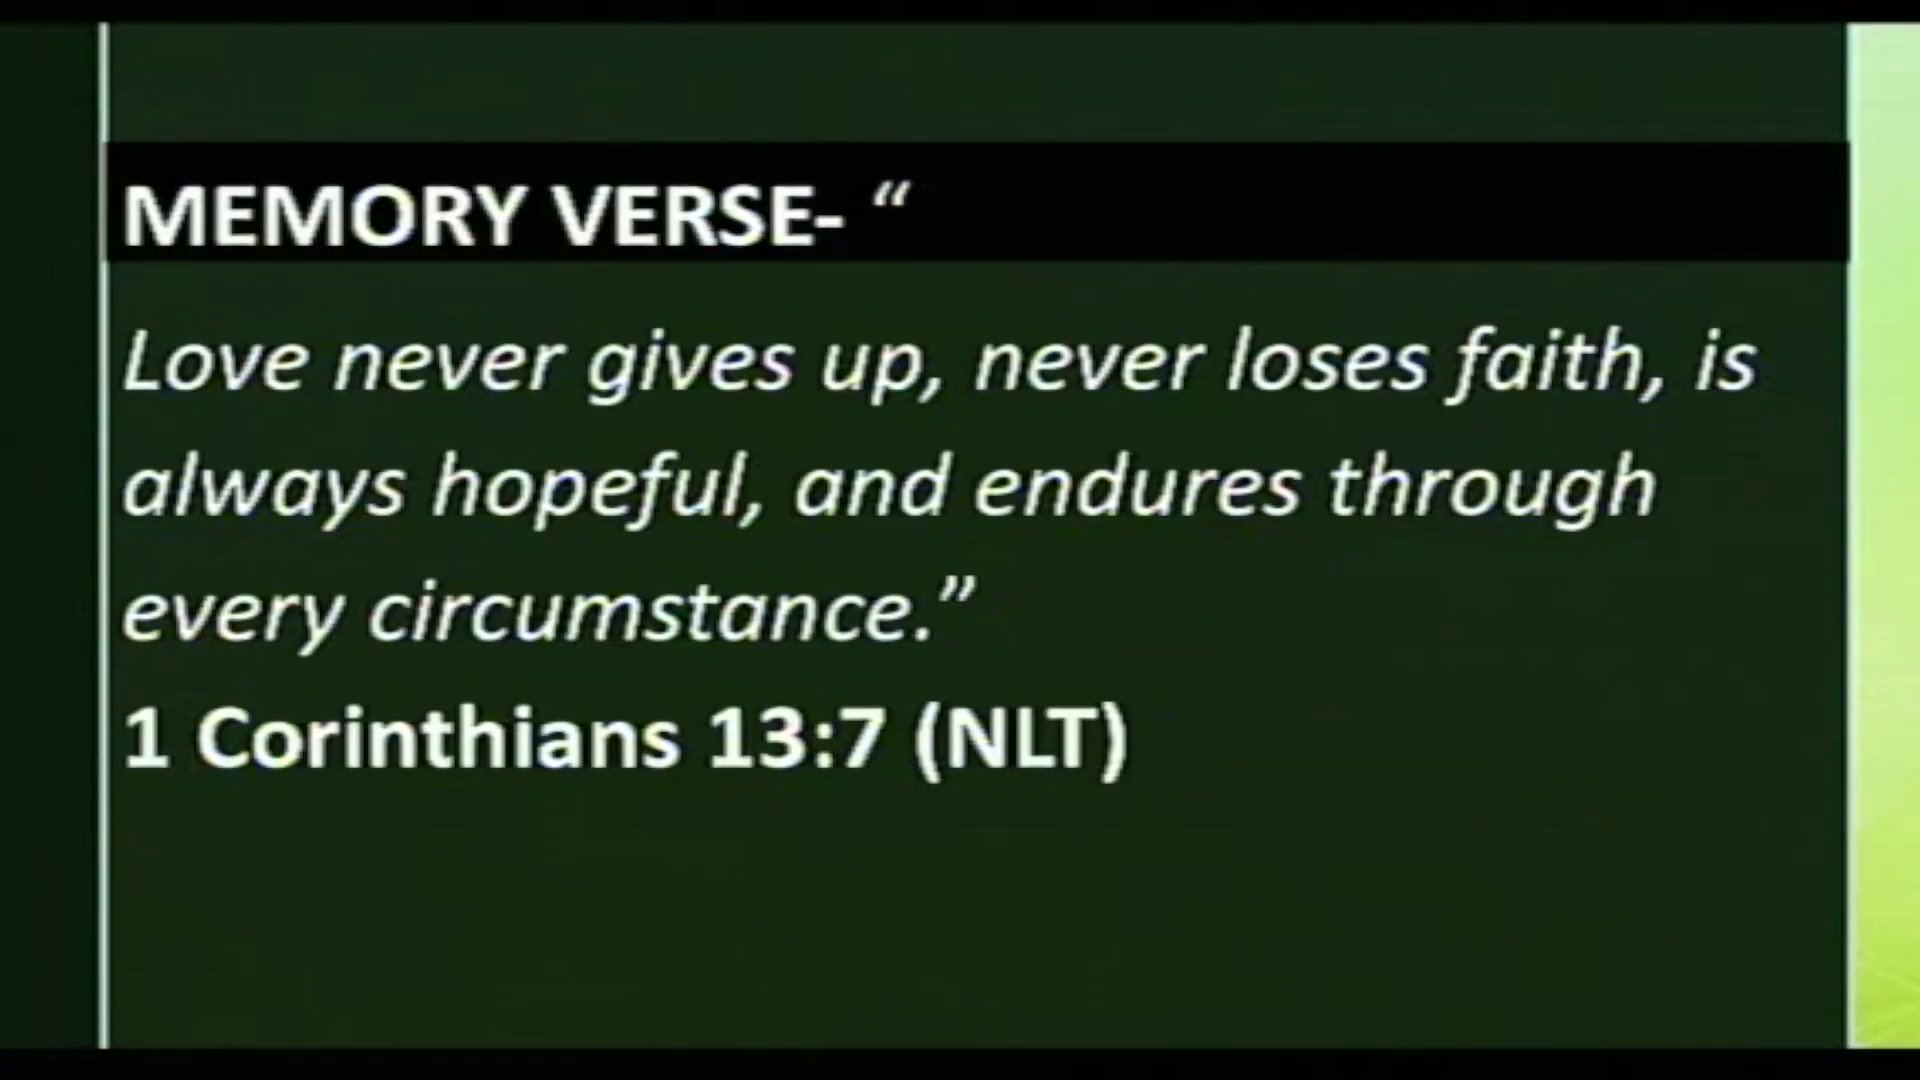 MEMORY VERSE- “
Love never gives up, never loses faith, is
always hopeful, and endures through
every circumstance.”
1 Corinthians 13:7 (NLT)